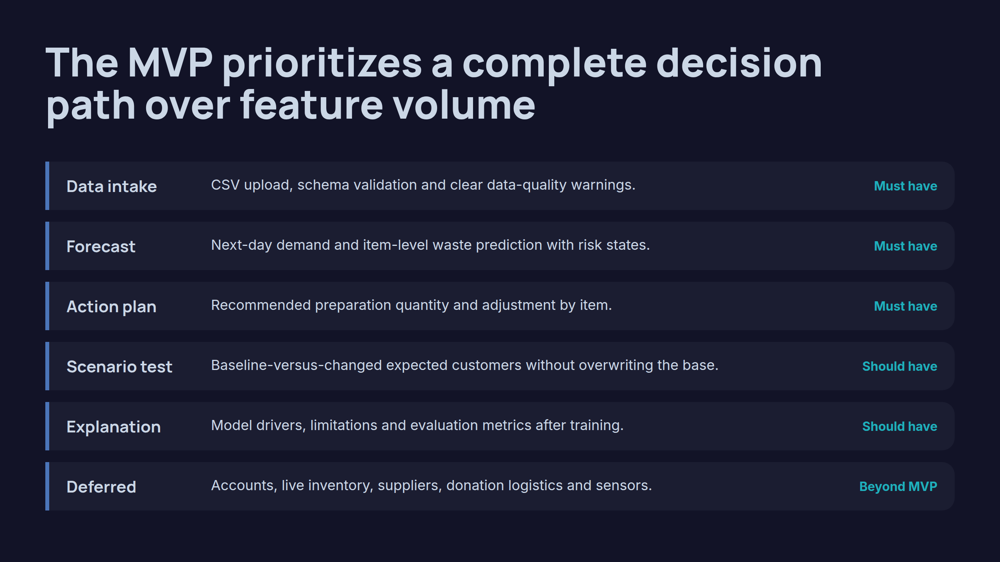 The MVP prioritizes a complete decision
path over feature volume
Data intake CSV upload, schema validation and clear data-quality warnings. Must have
Forecast Next-day demand and item-level waste prediction with risk states. Must have
Action plan Recommended preparation quantity and adjustment by item. Must have
Scenario test Baseline-versus-changed expected customers without overwriting the base. Should have
Explanation Model drivers, limitations and evaluation metrics after training. Should have
Deferred Accounts, live inventory, suppliers, donation logistics and sensors. Beyond MVP